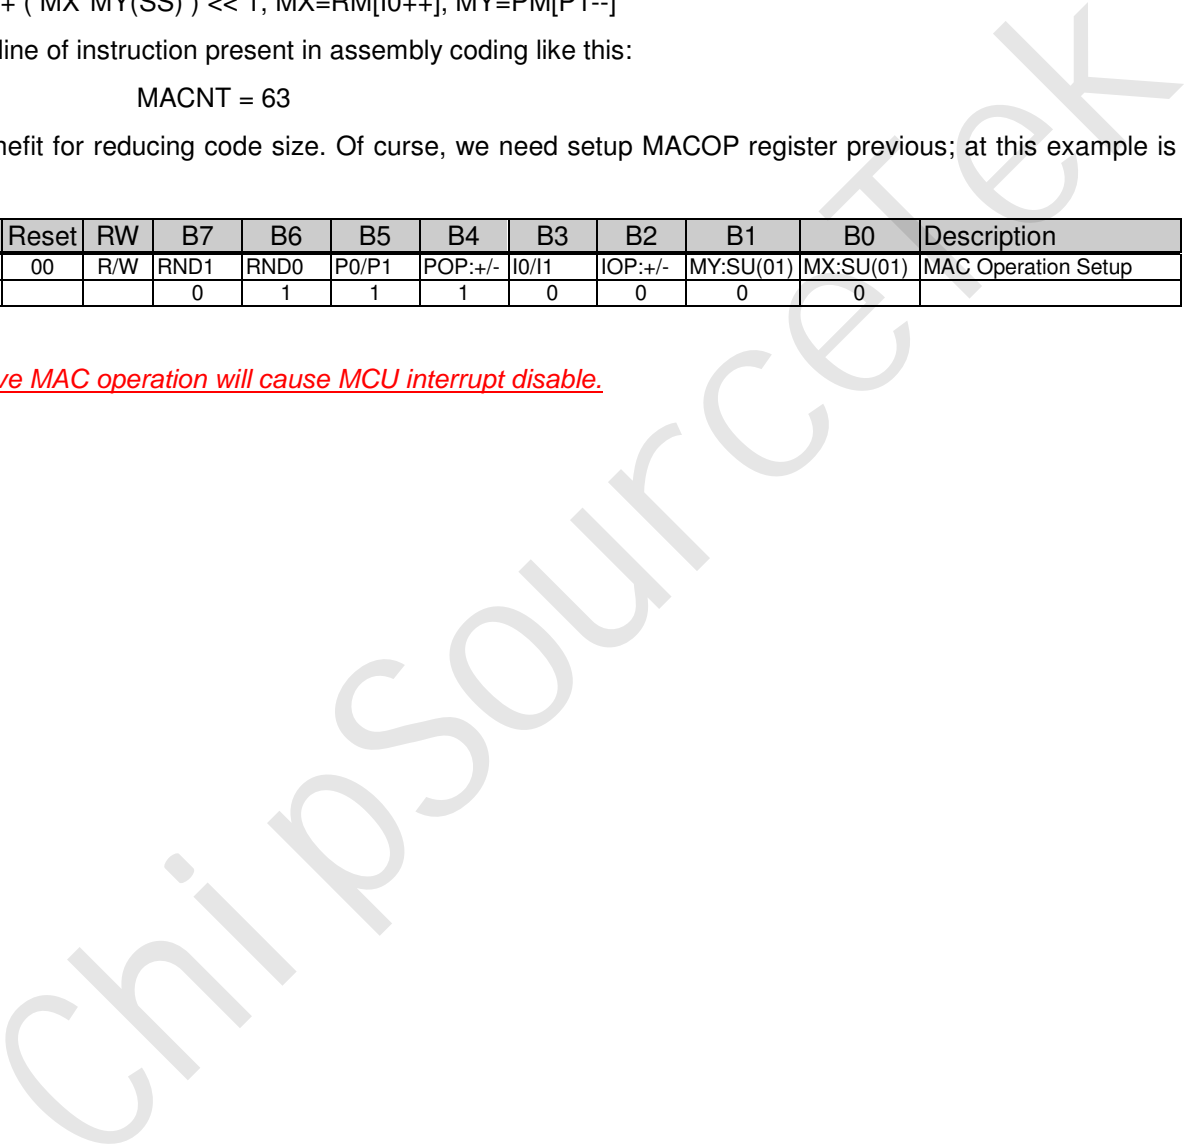 + ( MX*MY(SS) ) << 1, MX=RM[I0++], MY=PM[P1--]
line of instruction present in assembly coding like this:
MACNT = 63
nefit for reducing code size. Of curse, we need setup MACOP register previous; at this example is
Reset RW B7 B6 B5 B4 B3 B2 B1 B0 Description
00 R/W RND1 RND0 P0/P1 POP:+/- I0/I1 IOP:+/- MY:SU(01) MX:SU(01) MAC Operation Setup
0 1 1 1 0 0 0 0
ve MAC operation will cause MCU interrupt disable.
ChipSourceTek